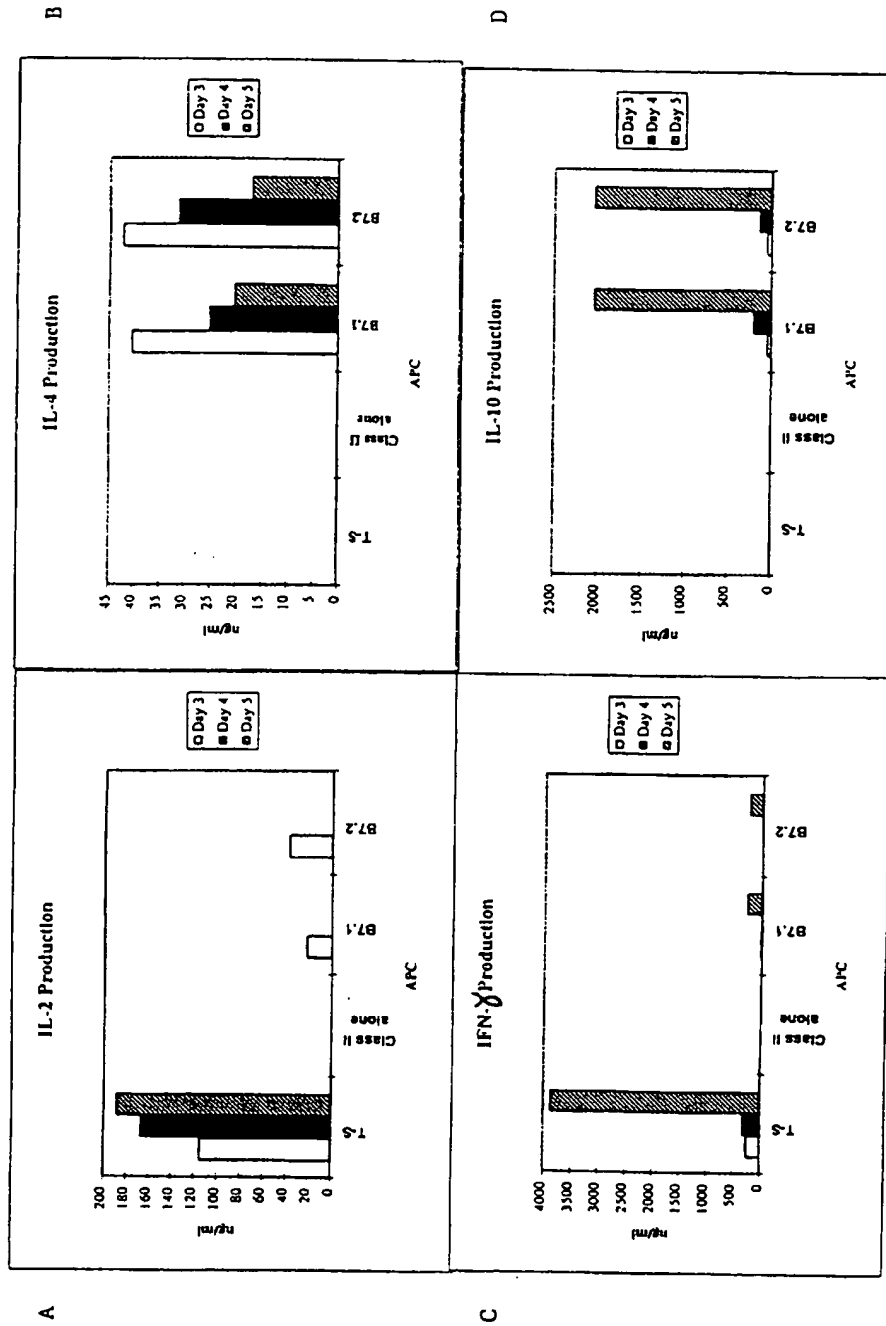 A
IL-2 Production
ng/ml
200
180
160
140
120
100
80
60
40
20
0
T-S
Class II
alone
B7.1
B7.2
APC
Day 3
Day 4
Day 5
B
IL-4 Production
ng/ml
45
40
35
30
25
20
15
10
5
0
T-S
Class II
alone
B7.1
B7.2
APC
Day 3
Day 4
Day 5
C
IFN-γ Production
ng/ml
4000
3500
3000
2500
2000
1500
1000
500
0
T-S
Class II
alone
B7.1
B7.2
APC
Day 3
Day 4
Day 5
D
IL-10 Production
ng/ml
2500
2000
1500
1000
500
0
T-S
Class II
alone
B7.1
B7.2
APC
Day 3
Day 4
Day 5